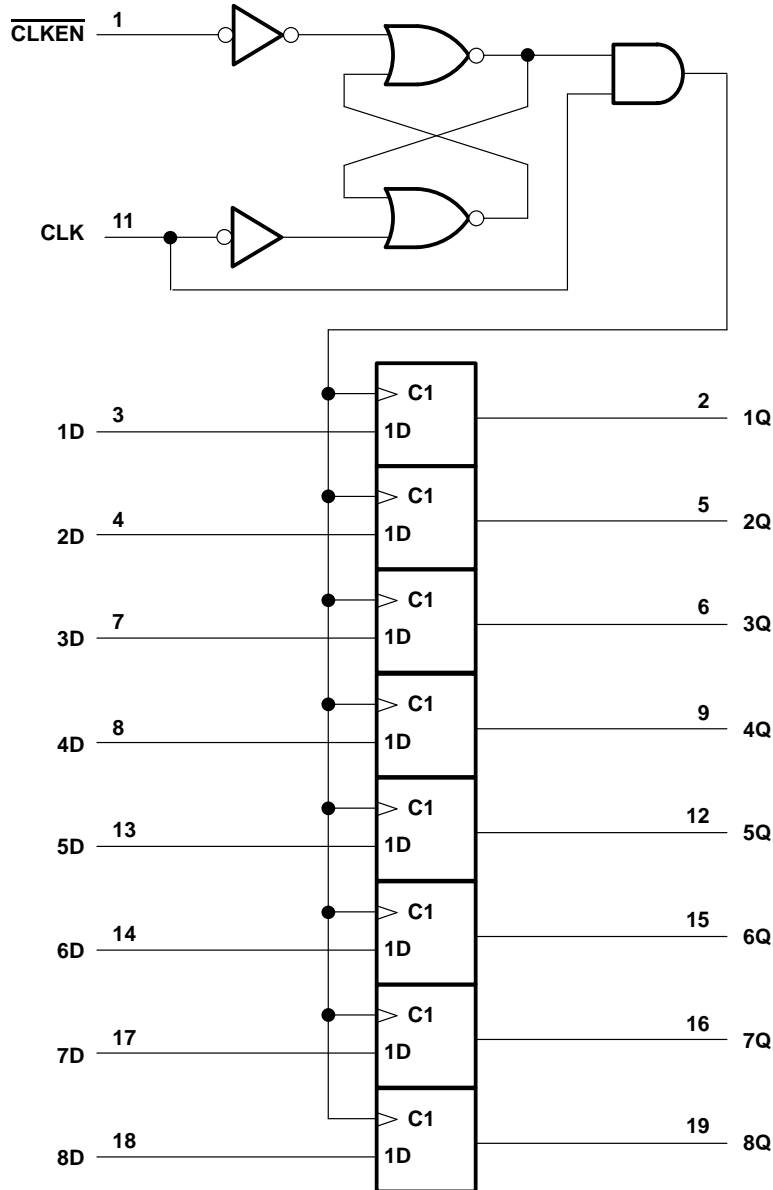 C̅L̅K̅E̅N̅ 1
CLK 11
C1
1D 3 1D 2 1Q
C1
2D 4 1D 5 2Q
C1
3D 7 1D 6 3Q
C1
4D 8 1D 9 4Q
C1
5D 13 1D 12 5Q
C1
6D 14 1D 15 6Q
C1
7D 17 1D 16 7Q
C1
8D 18 1D 19 8Q